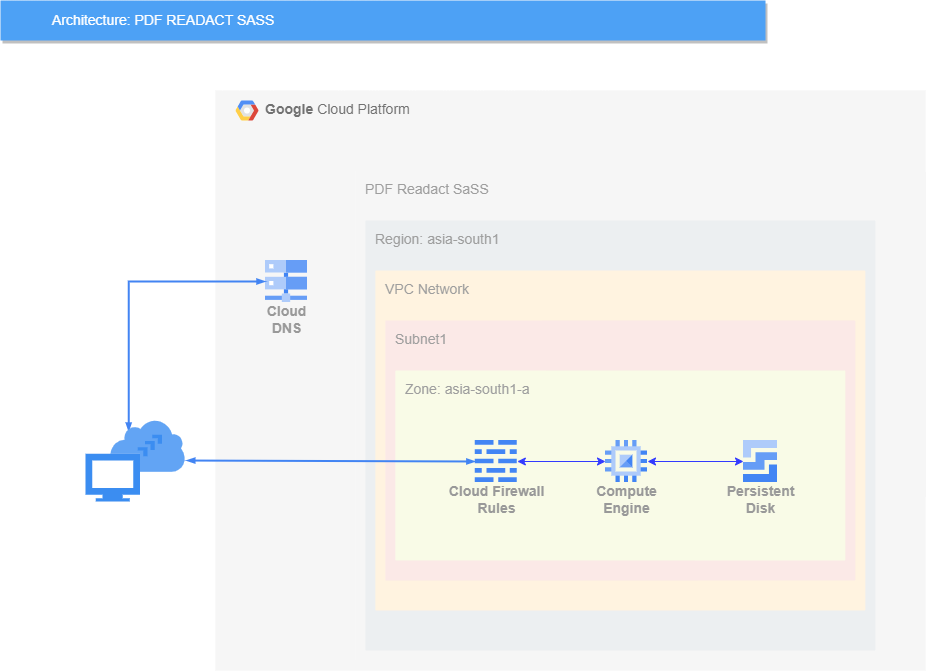 Architecture: PDF READACT SASS
Google Cloud Platform
PDF Readact SaSS
Region: asia-south1
VPC Network
Subnet1
Zone: asia-south1-a
Cloud
DNS
Cloud Firewall
Rules
Compute
Engine
Persistent
Disk